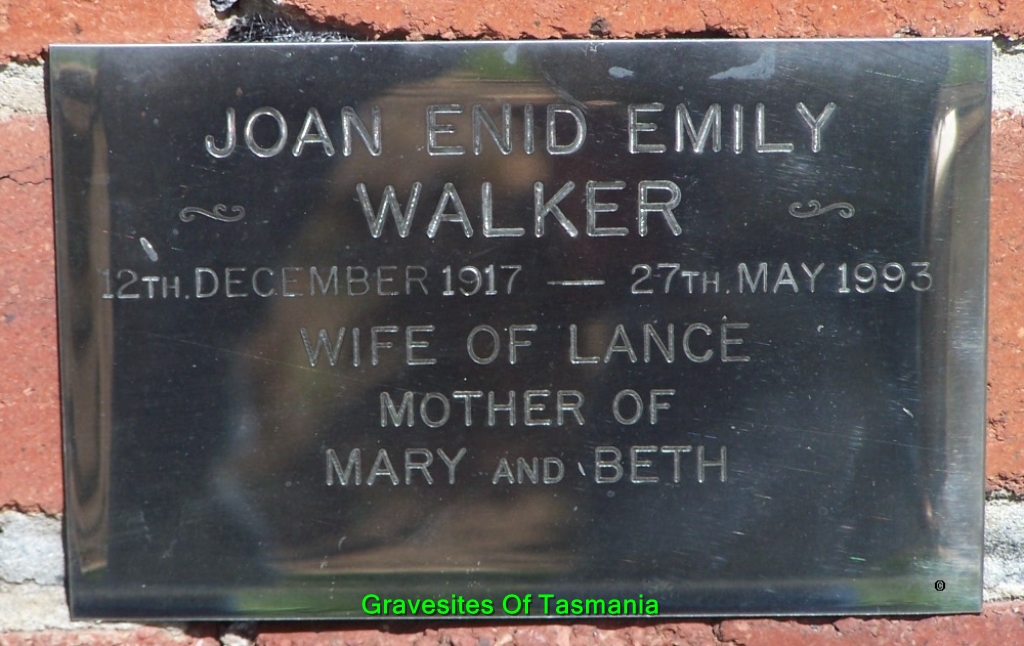 JOAN ENID EMILY
WALKER
12TH. DECEMBER 1917 — 27TH. MAY 1993
WIFE OF LANCE
MOTHER OF
MARY AND BETH
Gravesites Of Tasmania
©